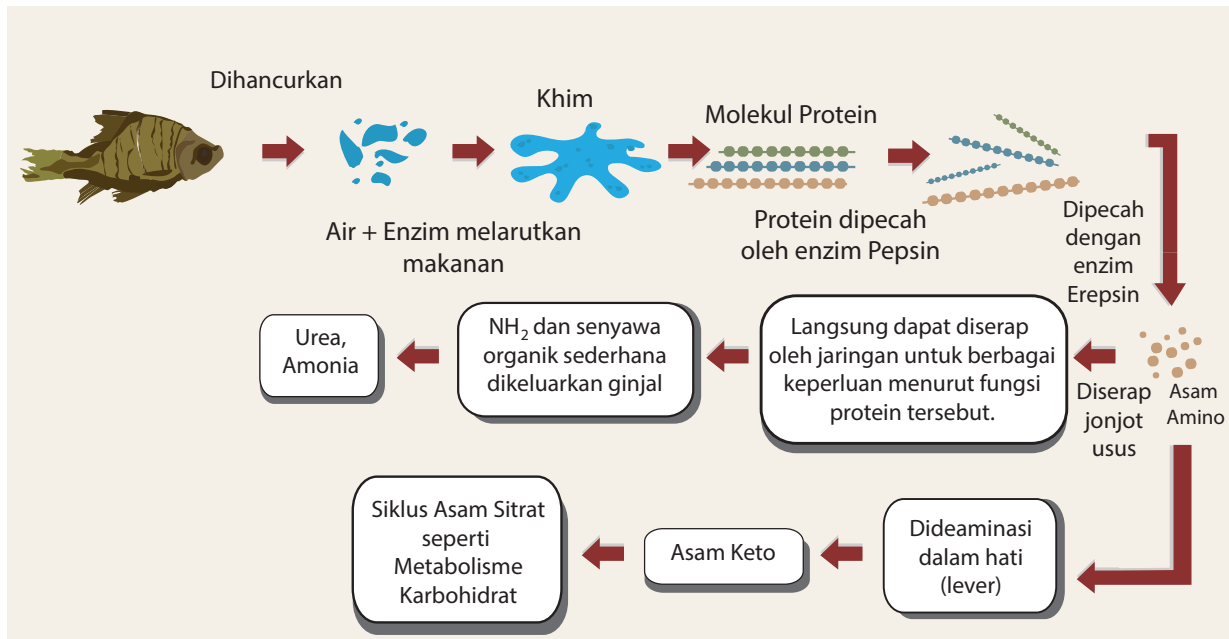 Dihancurkan
Air + Enzim melarutkan
makanan
Khim
Molekul Protein
Protein dipecah
oleh enzim Pepsin
Dipecah
dengan
enzim
Erepsin
Asam
Amino
Diserap
jonjot
usus
Langsung dapat diserap
oleh jaringan untuk berbagai
keperluan menurut fungsi
protein tersebut.
NH₂ dan senyawa
organik sederhana
dikeluarkan ginjal
Urea,
Amonia
Dideaminasi
dalam hati
(lever)
Asam Keto
Siklus Asam Sitrat
seperti
Metabolisme
Karbohidrat